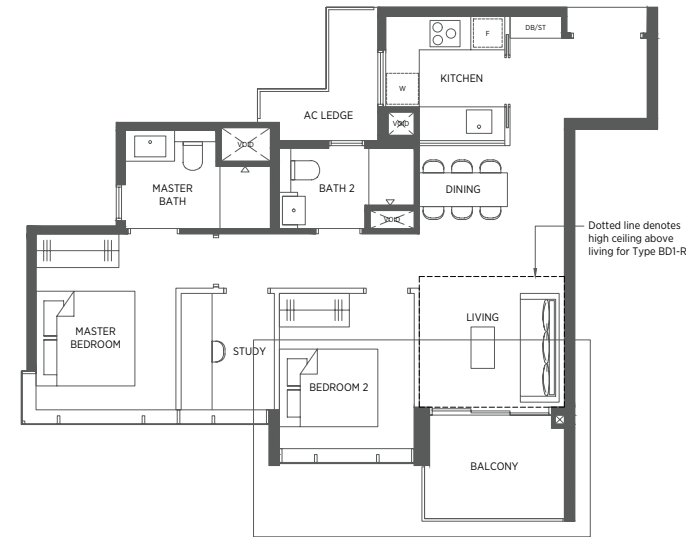 DB/ST
F
KITCHEN
W
AC LEDGE
VOID
VOID
MASTER
BATH
BATH 2
DINING
VOID
Dotted line denotes
high ceiling above
living for Type BD1-R
LIVING
MASTER
BEDROOM
STUDY
BEDROOM 2
BALCONY